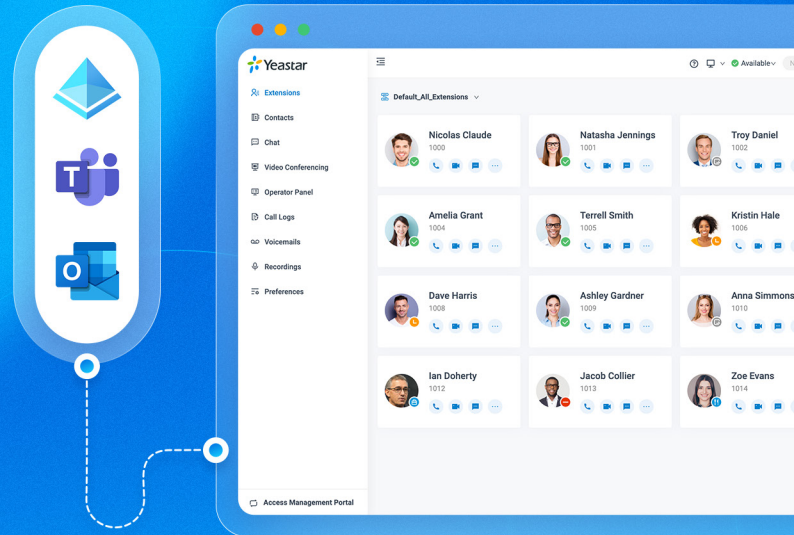 T
O
Yeastar
Extensions
Contacts
Chat
Video Conferencing
Operator Panel
Call Logs
Voicemails
Recordings
Preferences
Access Management Portal
Available
N
Default_All_Extensions
Nicolas Claude
1000
Natasha Jennings
1001
Troy Daniel
1002
Amelia Grant
1004
Terrell Smith
1005
Kristin Hale
1006
Dave Harris
1008
Ashley Gardner
1009
Anna Simmons
1010
Ian Doherty
1012
Jacob Collier
1013
Zoe Evans
1014